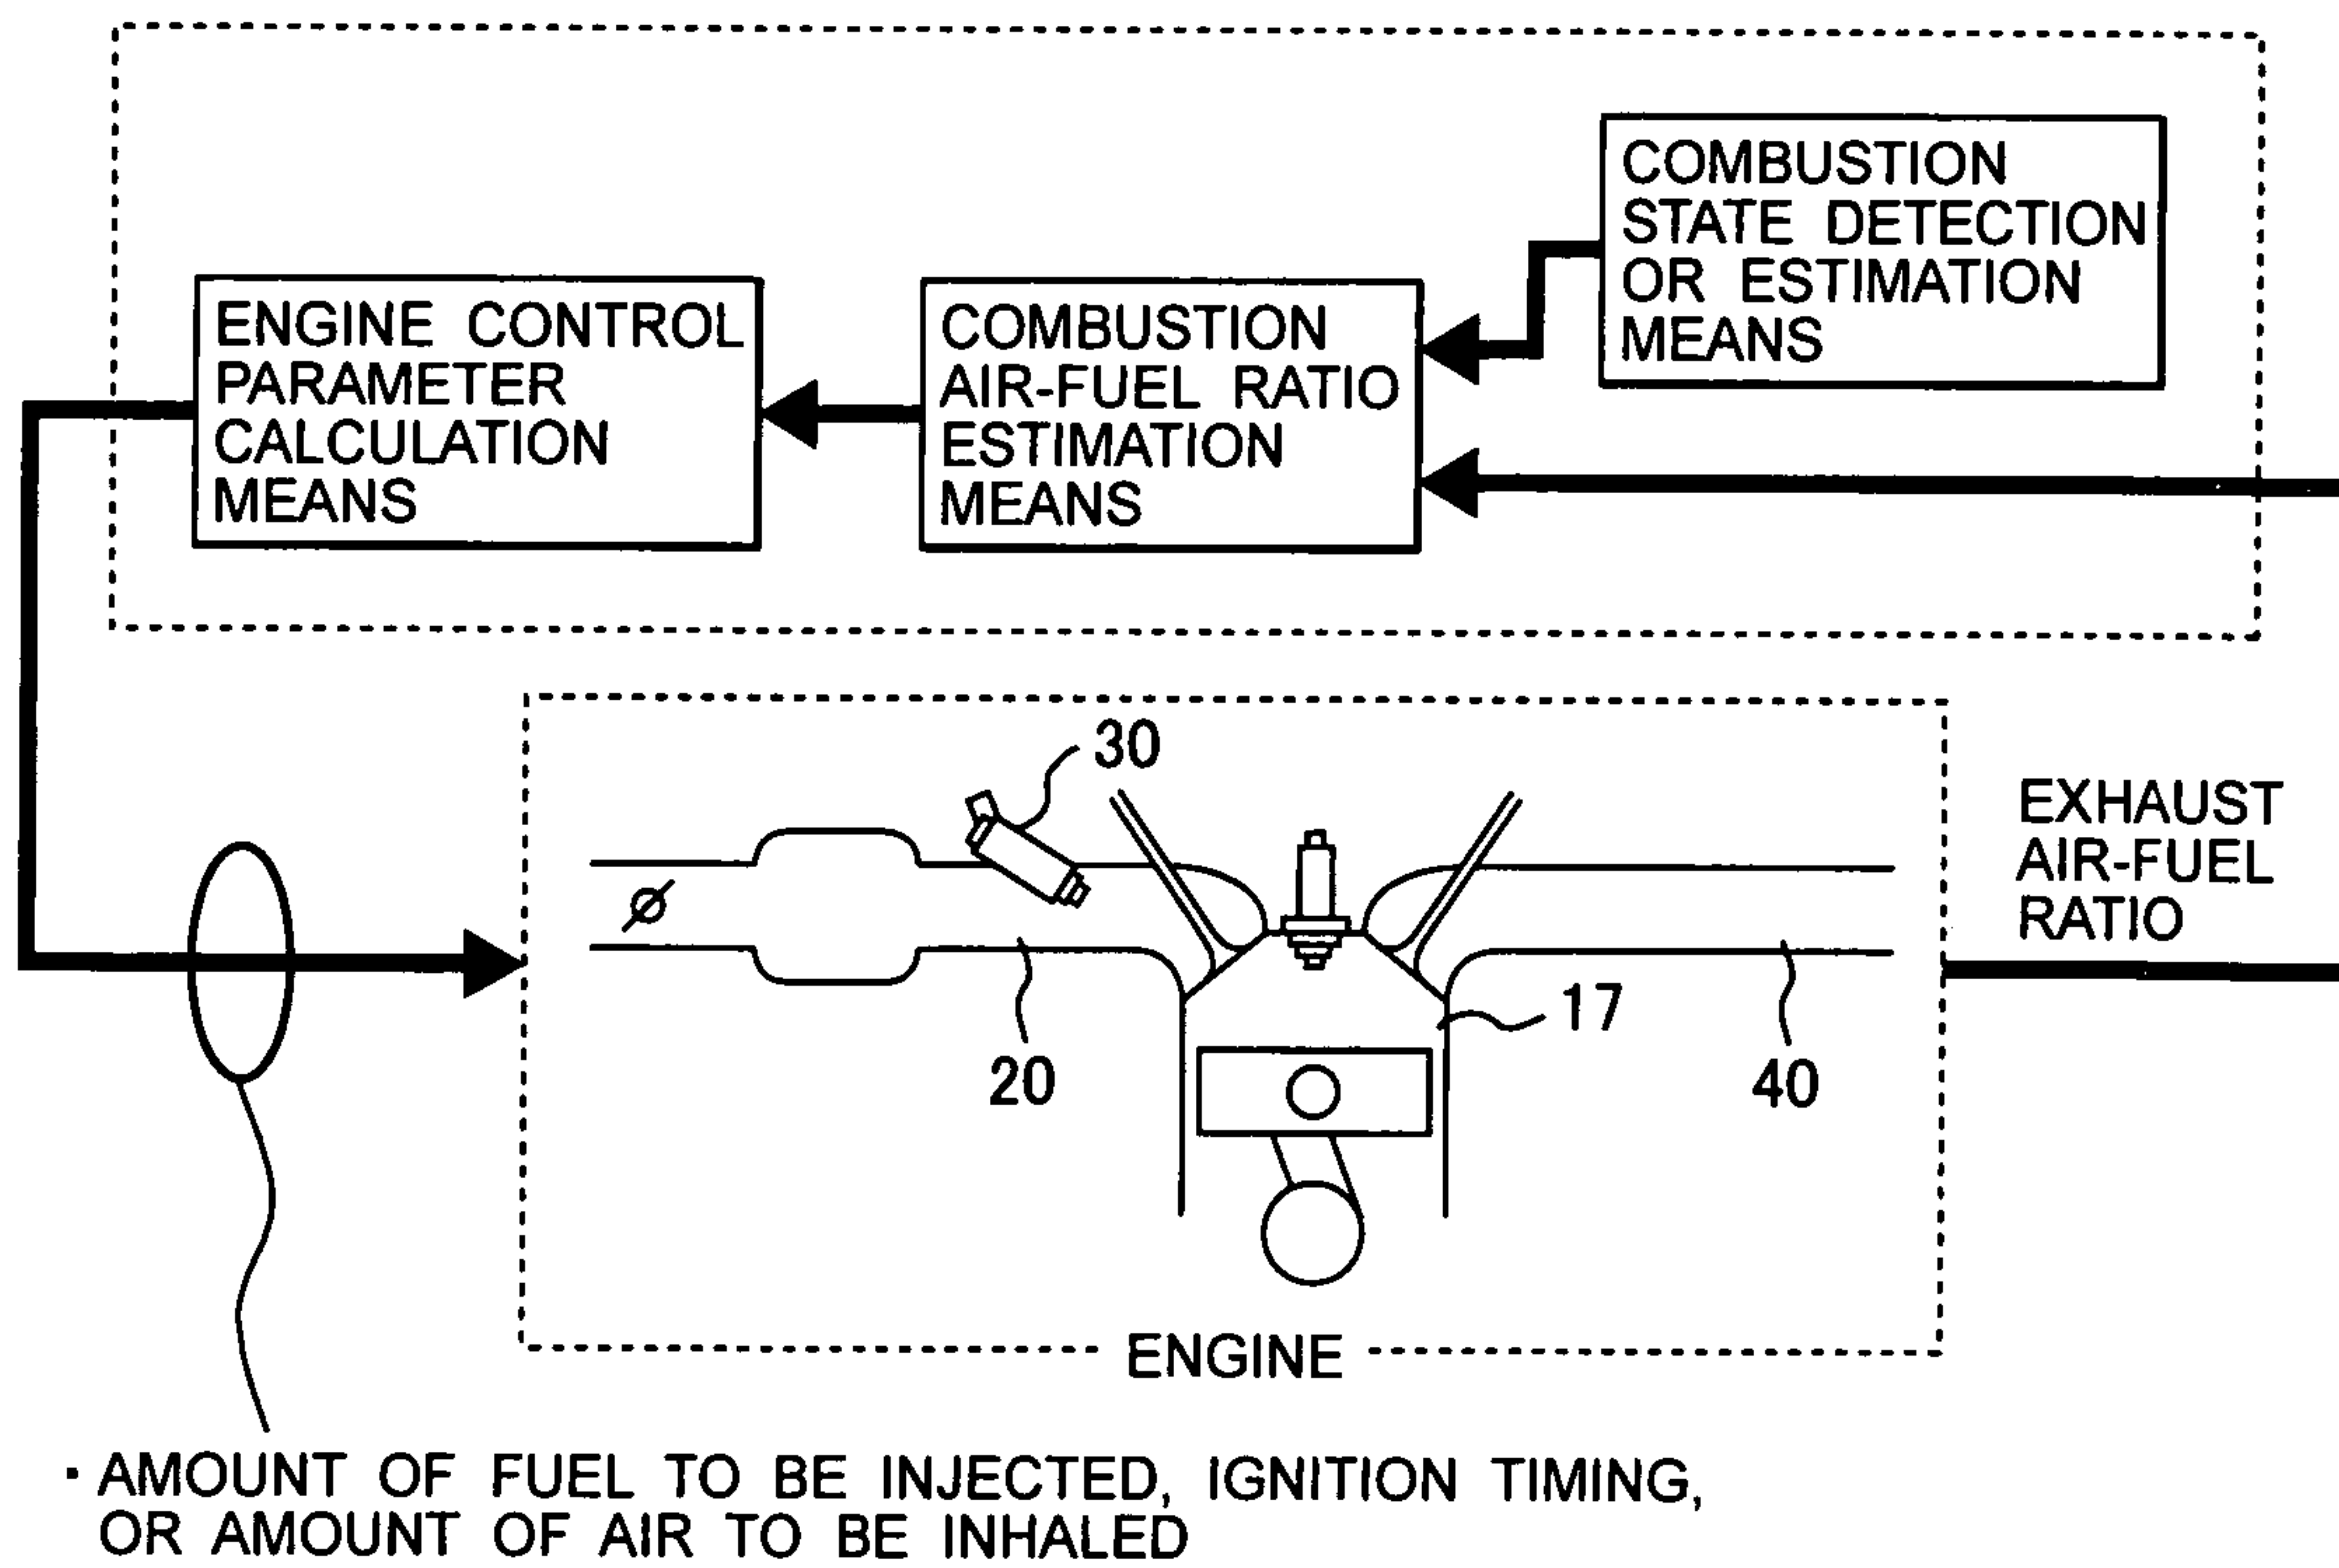 COMBUSTION
STATE DETECTION
OR ESTIMATION
MEANS
ENGINE CONTROL
PARAMETER
CALCULATION
MEANS
COMBUSTION
AIR-FUEL RATIO
ESTIMATION
MEANS
30
EXHAUST
AIR-FUEL
RATIO
17
20
40
ENGINE
· AMOUNT OF FUEL TO BE INJECTED, IGNITION TIMING,
OR AMOUNT OF AIR TO BE INHALED